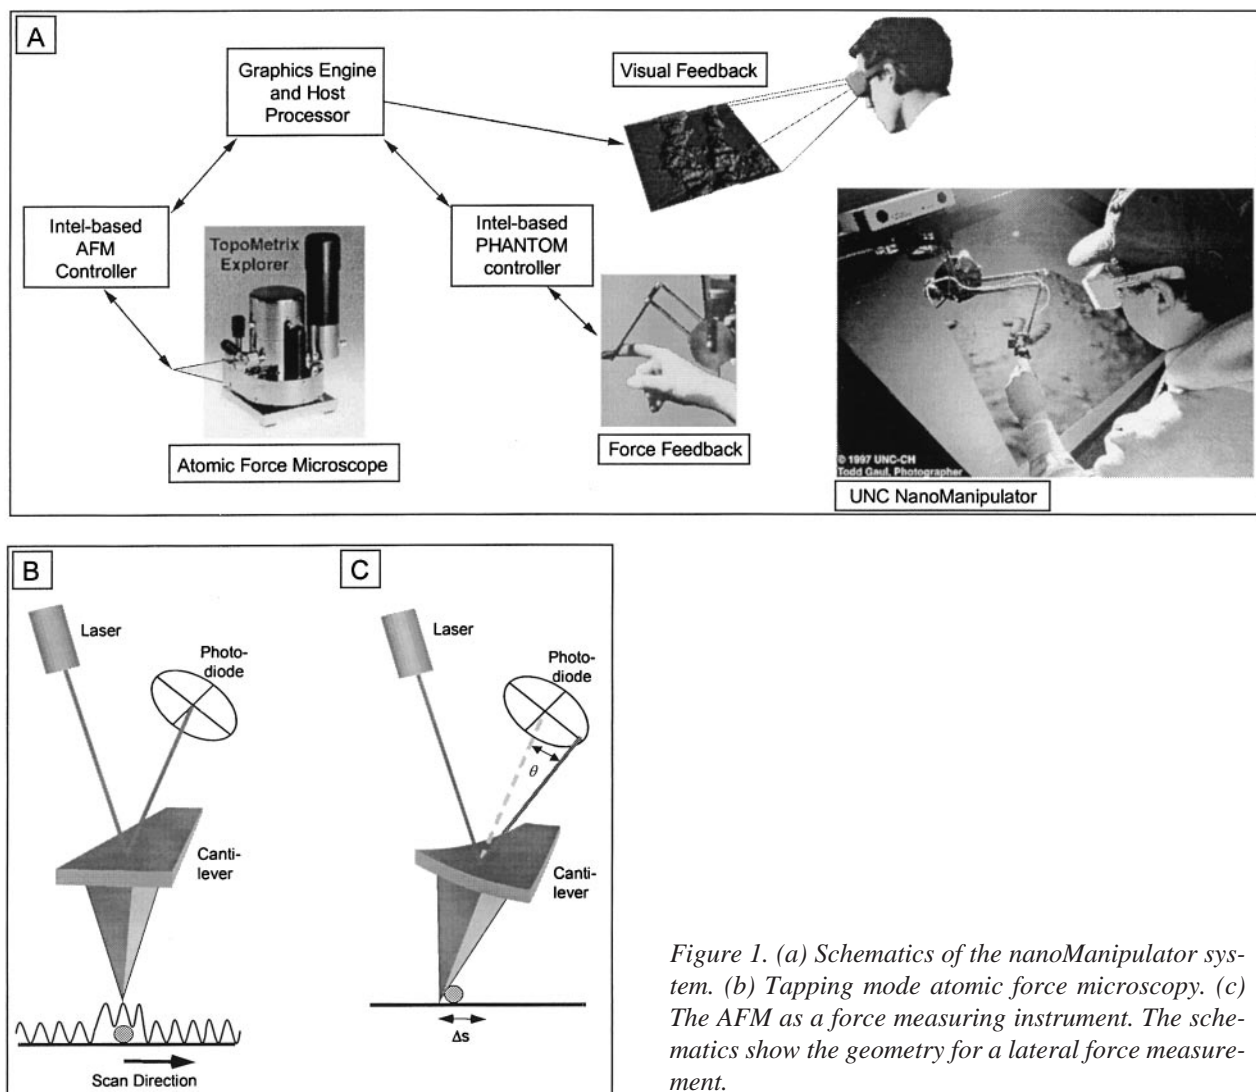 A
Graphics Engine
and Host
Processor
Visual Feedback
Intel-based
AFM
Controller
TopoMetrix
Explorer
Intel-based
PHANTOM
controller
Atomic Force Microscope
Force Feedback
© 1997 UNC-CH
Todd Gaul, Photographer
UNC NanoManipulator
B
Laser
Photo-
diode
Canti-
lever
Scan Direction
C
Laser
Photo-
diode
θ
Canti-
lever
Δs
Figure 1. (a) Schematics of the nanoManipulator sys-
tem. (b) Tapping mode atomic force microscopy. (c)
The AFM as a force measuring instrument. The sche-
matics show the geometry for a lateral force measure-
ment.